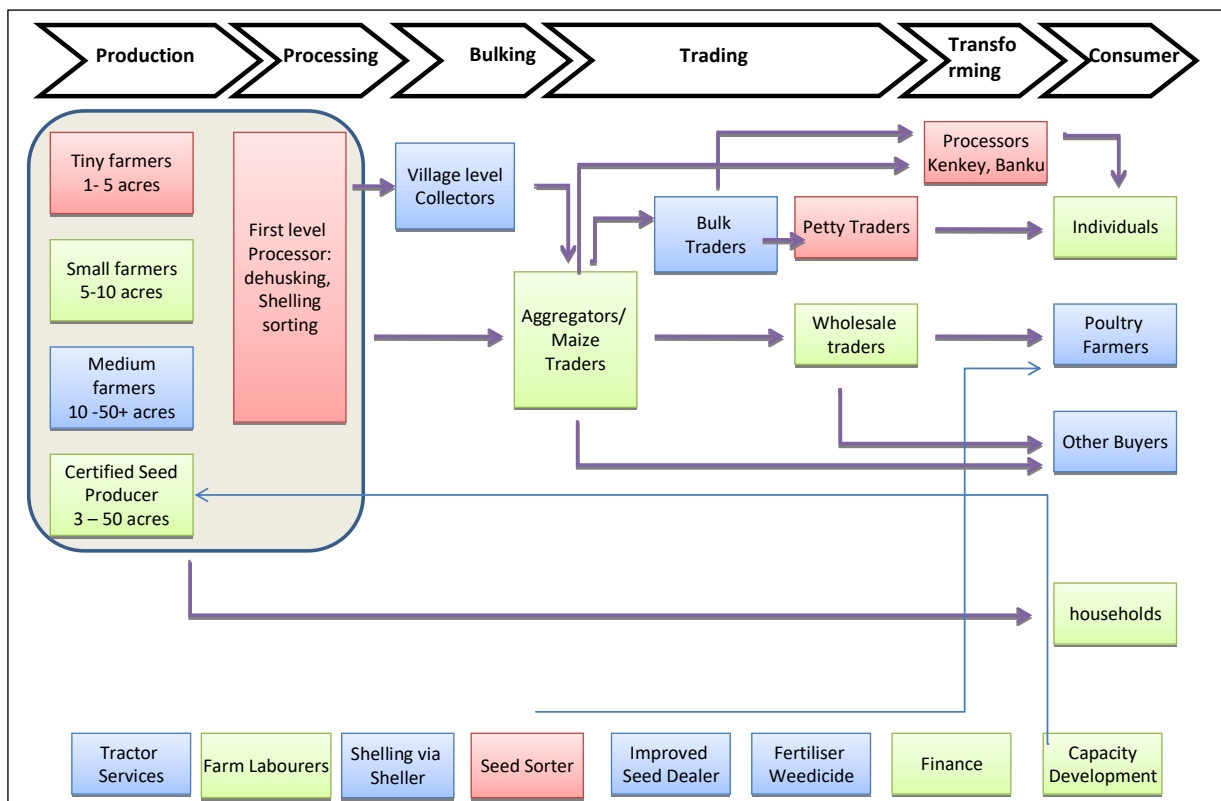 Production
Processing
Bulking
Trading
Transfo
rming
Consumer
Tiny farmers
1- 5 acres
Small farmers
5-10 acres
Medium
farmers
10 -50+ acres
Certified Seed
Producer
3 – 50 acres
First level
Processor:
dehusking,
Shelling
sorting
Village level
Collectors
Aggregators/
Maize
Traders
Bulk
Traders
Petty Traders
Wholesale
traders
Processors
Kenkey, Banku
Individuals
Poultry
Farmers
Other Buyers
households
Tractor
Services
Farm Labourers
Shelling via
Sheller
Seed Sorter
Improved
Seed Dealer
Fertiliser
Weedicide
Finance
Capacity
Development